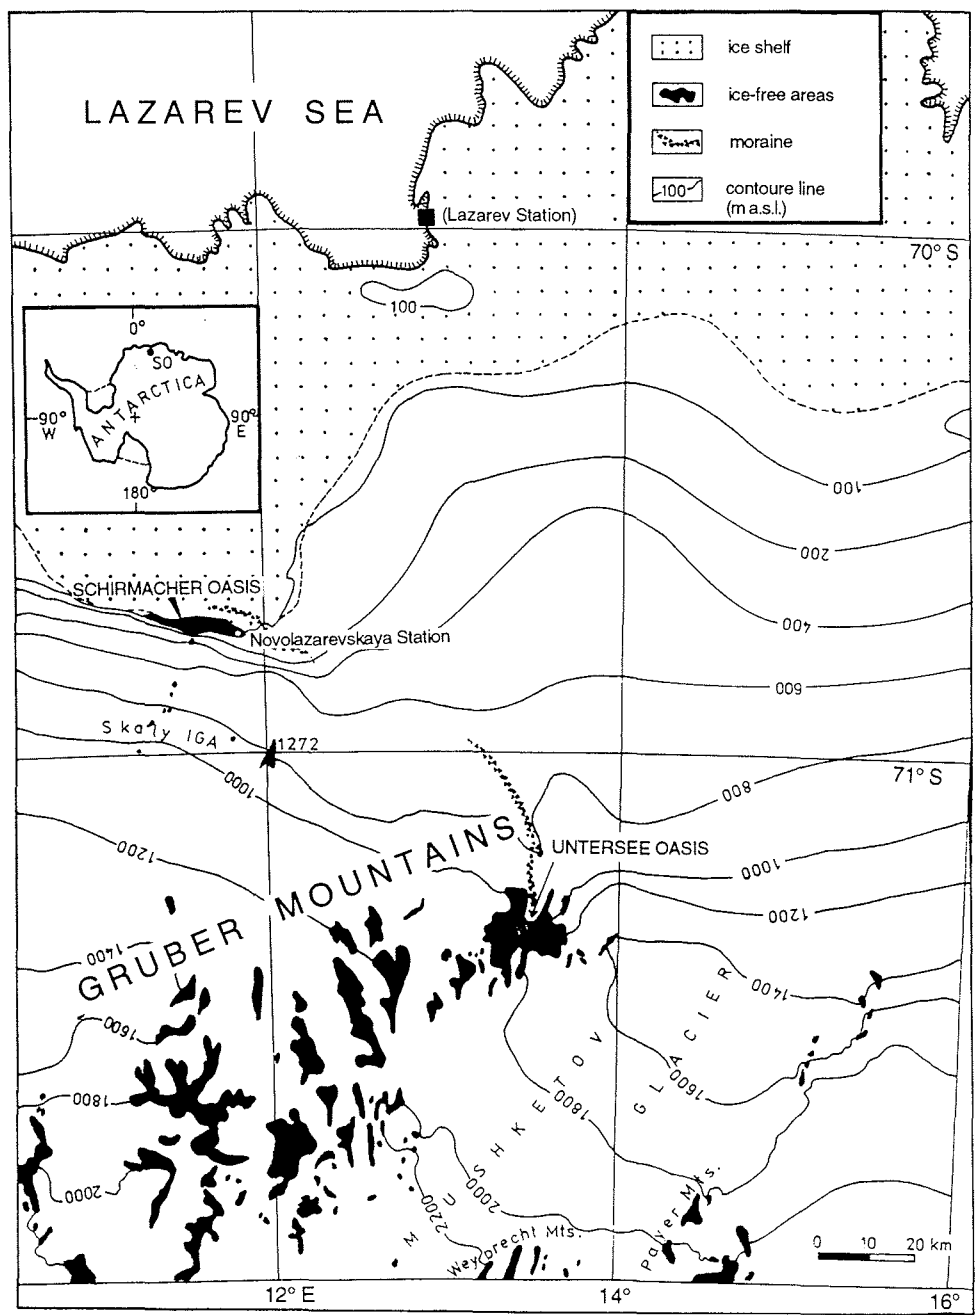 LAZAREV SEA
ice shelf
ice-free areas
moraine
100
contoure line
(m a.s.l.)
(Lazarev Station)
70° S
100
0°
SO
ANTARCTICA
90°
W
90°
E
180°
100
200
400
600
SCHIRMACHER OASIS
Novolazarevskaya Station
Skaly IGA
1272
71° S
800
1000
1200
UNTERSEE OASIS
1000
1200
GRUBER MOUNTAINS
1400
1400
1600
1600
1800
1800
2000
2000
2200
MC SHKETOV
GLACIER
Weyprecht Mts.
Payer Mts.
0 10 20 km
12° E
14°
16°